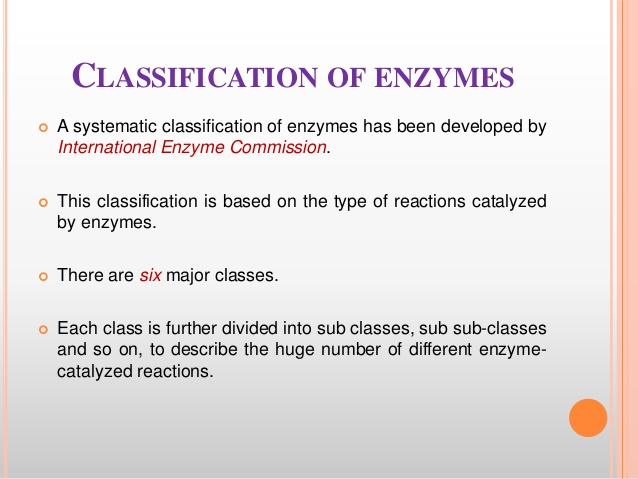 CLASSIFICATION OF ENZYMES
A systematic classification of enzymes has been developed by
International Enzyme Commission.
This classification is based on the type of reactions catalyzed
by enzymes.
There are six major classes.
Each class is further divided into sub classes, sub sub-classes
and so on, to describe the huge number of different enzyme-
catalyzed reactions.